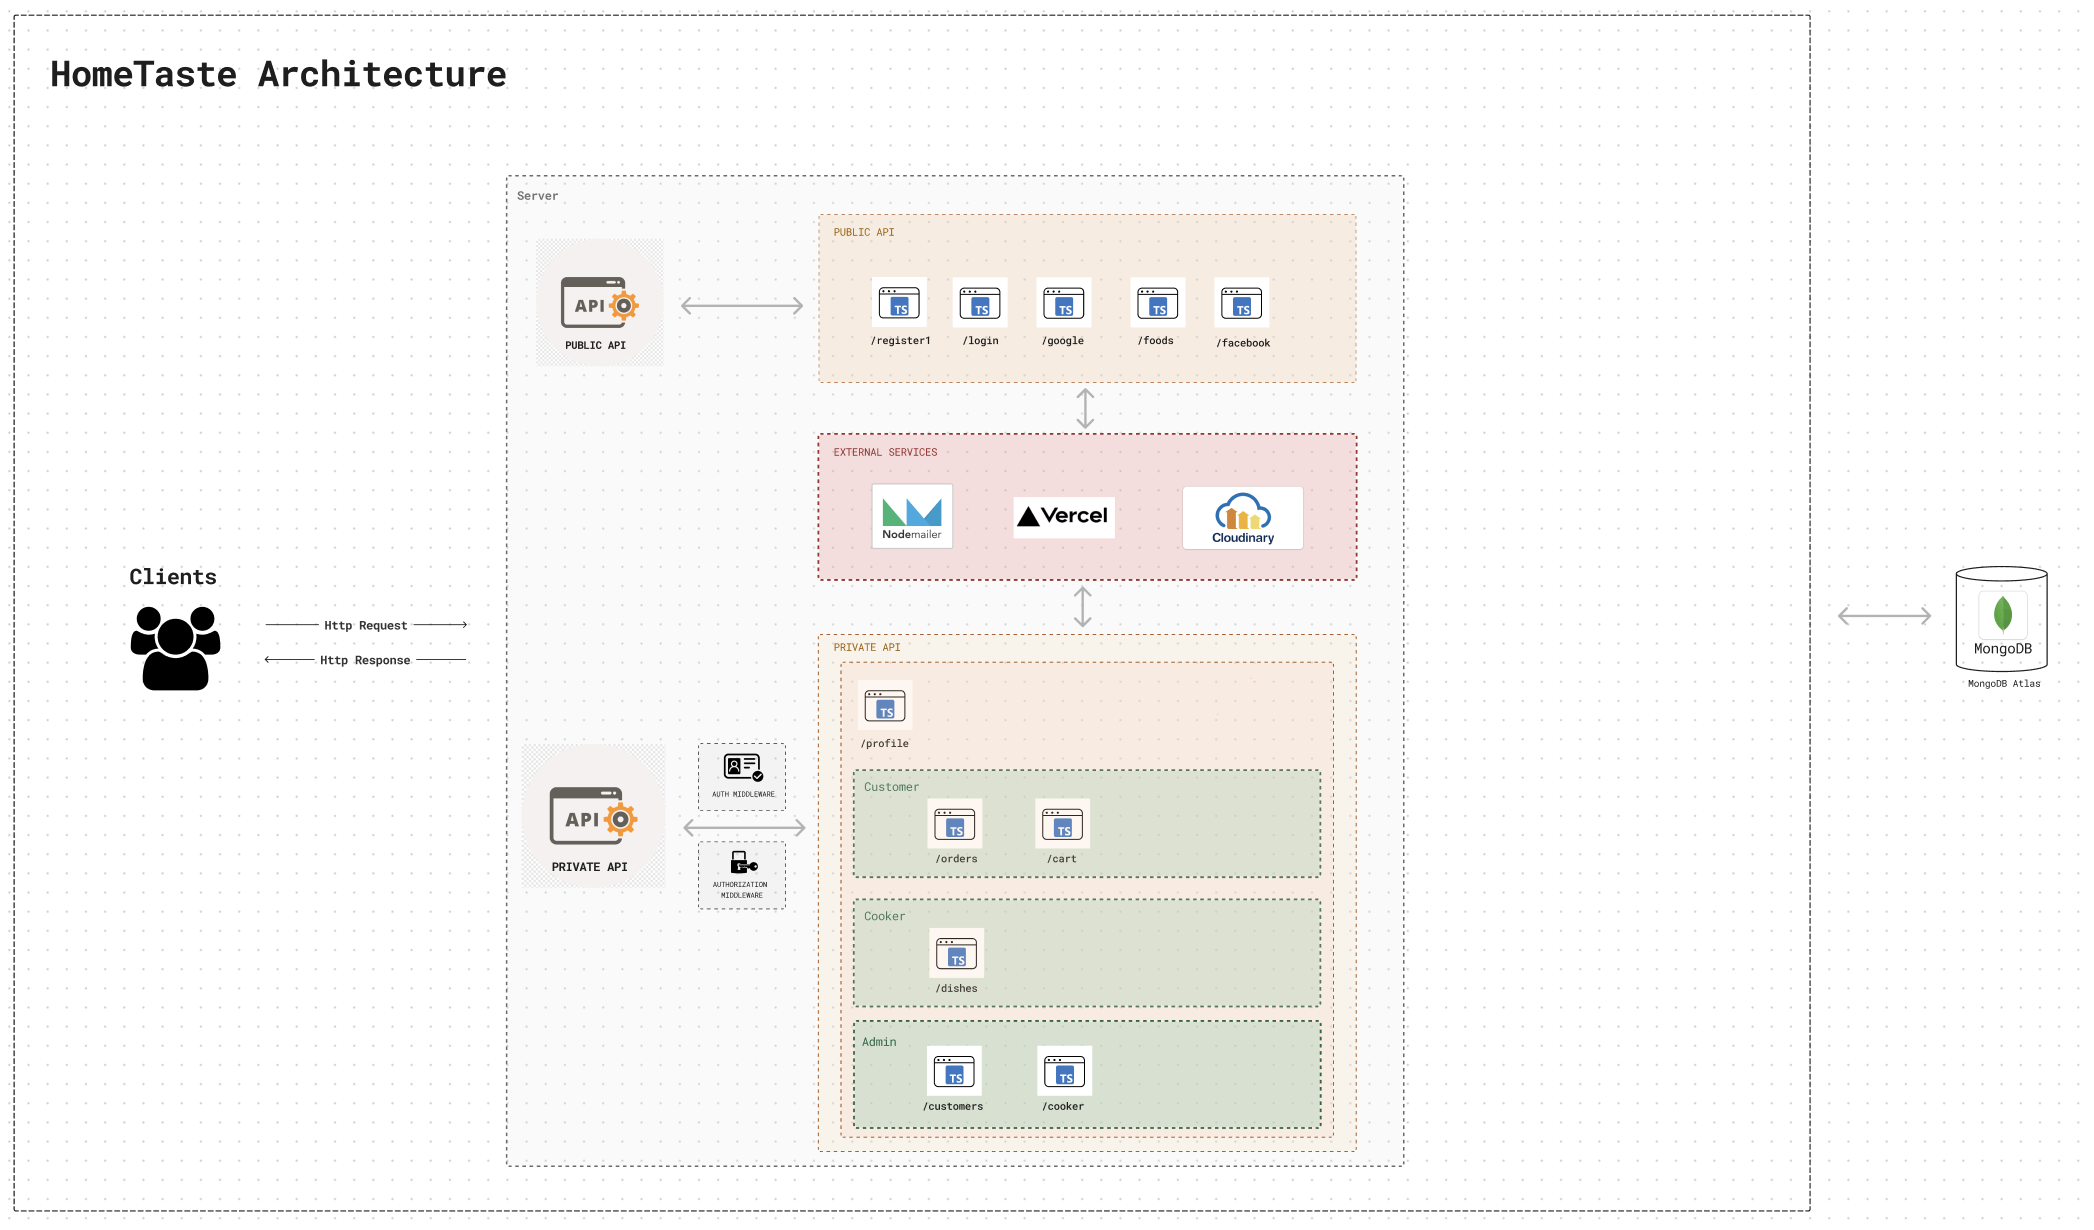 HomeTaste Architecture
Server
PUBLIC API
API
PUBLIC API
TS
TS
TS
TS
TS
/register1
/login
/google
/foods
/facebook
EXTERNAL SERVICES
Nodemailer
Vercel
Cloudinary
Clients
Http Request
Http Response
MongoDB
MongoDB Atlas
PRIVATE API
TS
/profile
API
PRIVATE API
AUTH MIDDLEWARE
AUTHORIZATION
MIDDLEWARE
Customer
TS
TS
/orders
/cart
Cooker
TS
/dishes
Admin
TS
TS
/customers
/cooker